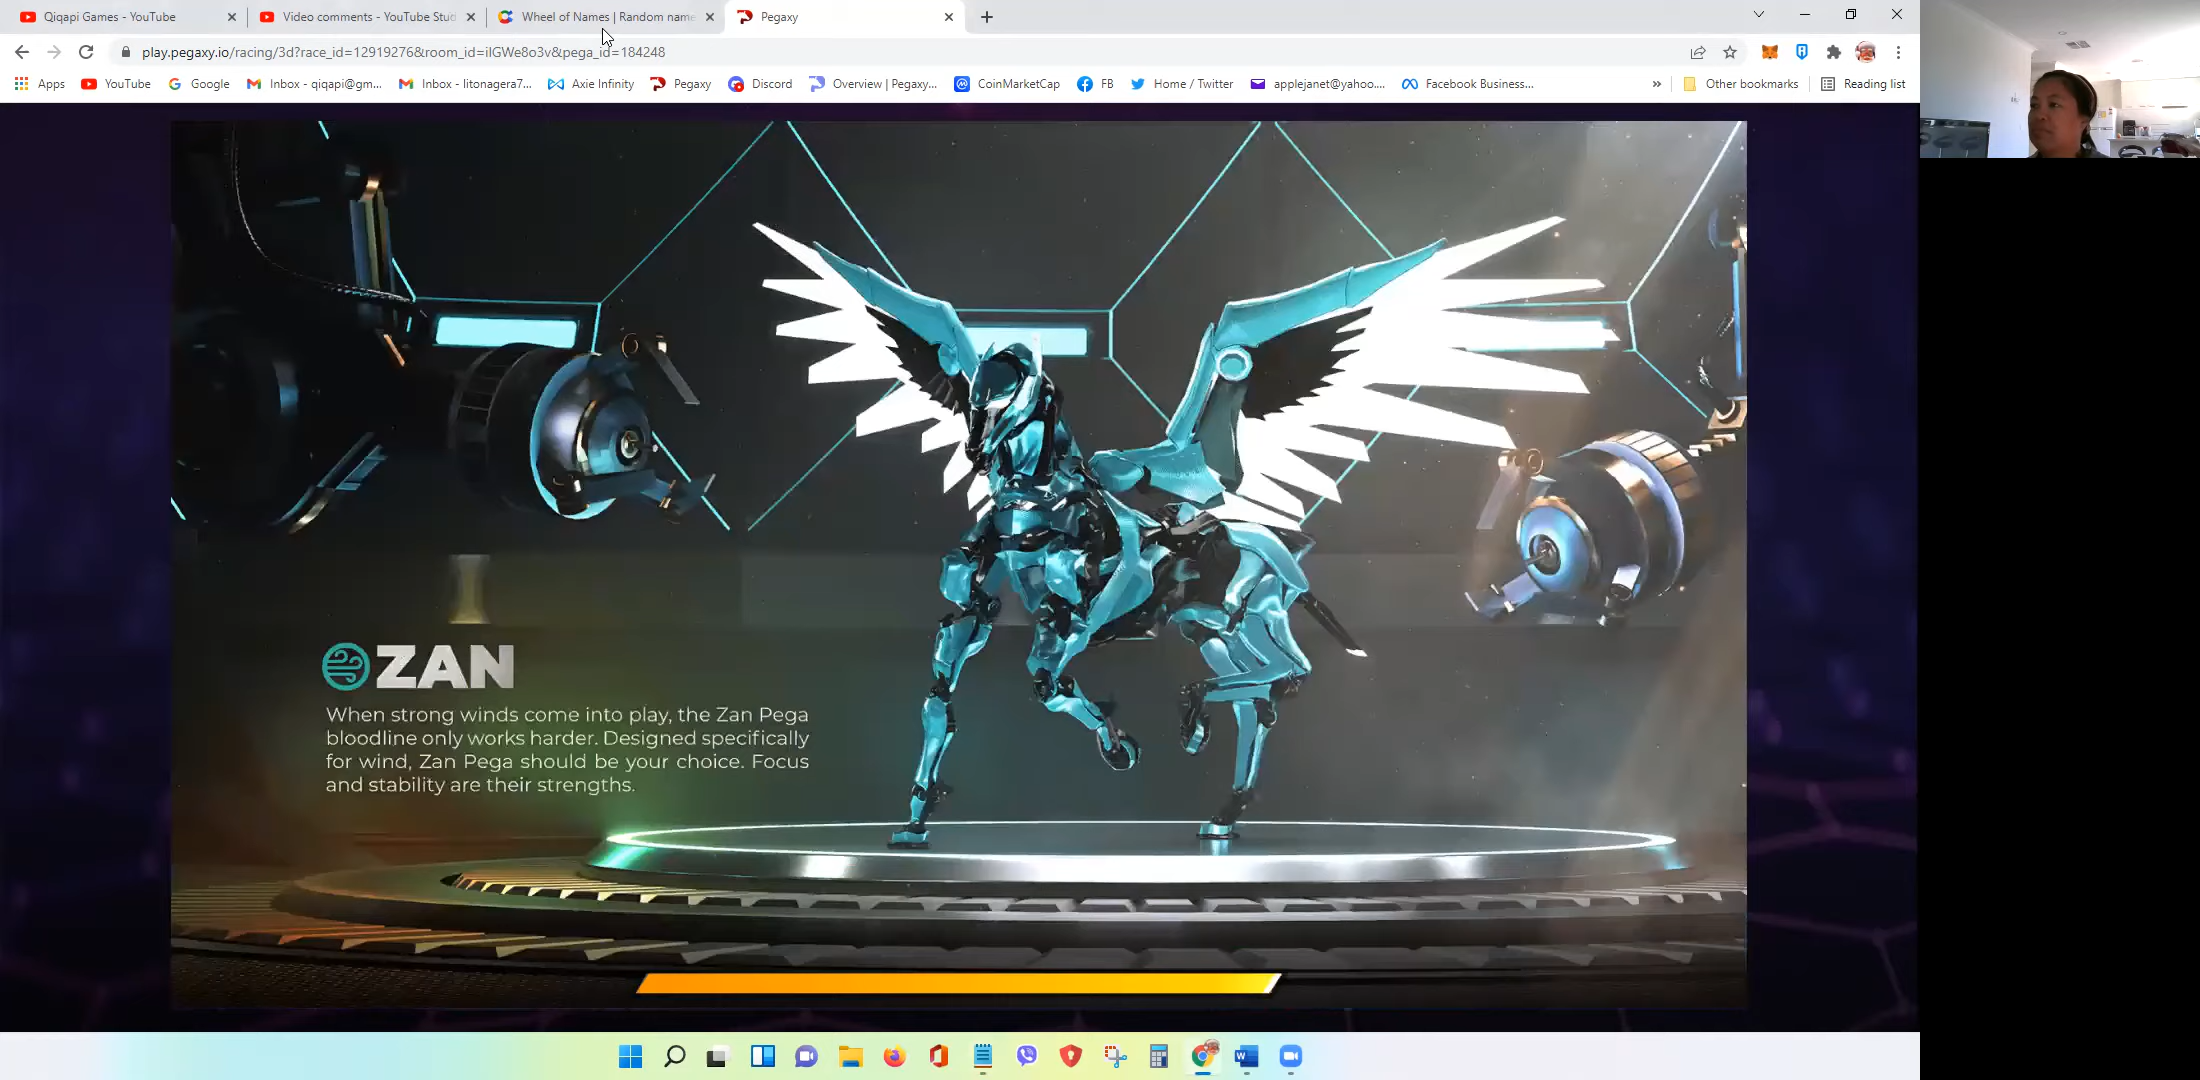 Qiqapi Games - YouTube
Video comments - YouTube Stud
Wheel of Names | Random name
Pegaxy
play.pegaxy.io/racing/3d?race_id=12919276&room_id=ilGWe8o3v&pega_id=184248
Apps YouTube Google Inbox - qiqapi@gm... Inbox - litonagera7... Axie Infinity Pegaxy Discord Overview | Pegaxy... CoinMarketCap FB Home / Twitter applejanet@yahoo.... Facebook Business... » Other bookmarks Reading list
ZAN
When strong winds come into play, the Zan Pega
bloodline only works harder. Designed specifically
for wind, Zan Pega should be your choice. Focus
and stability are their strengths.